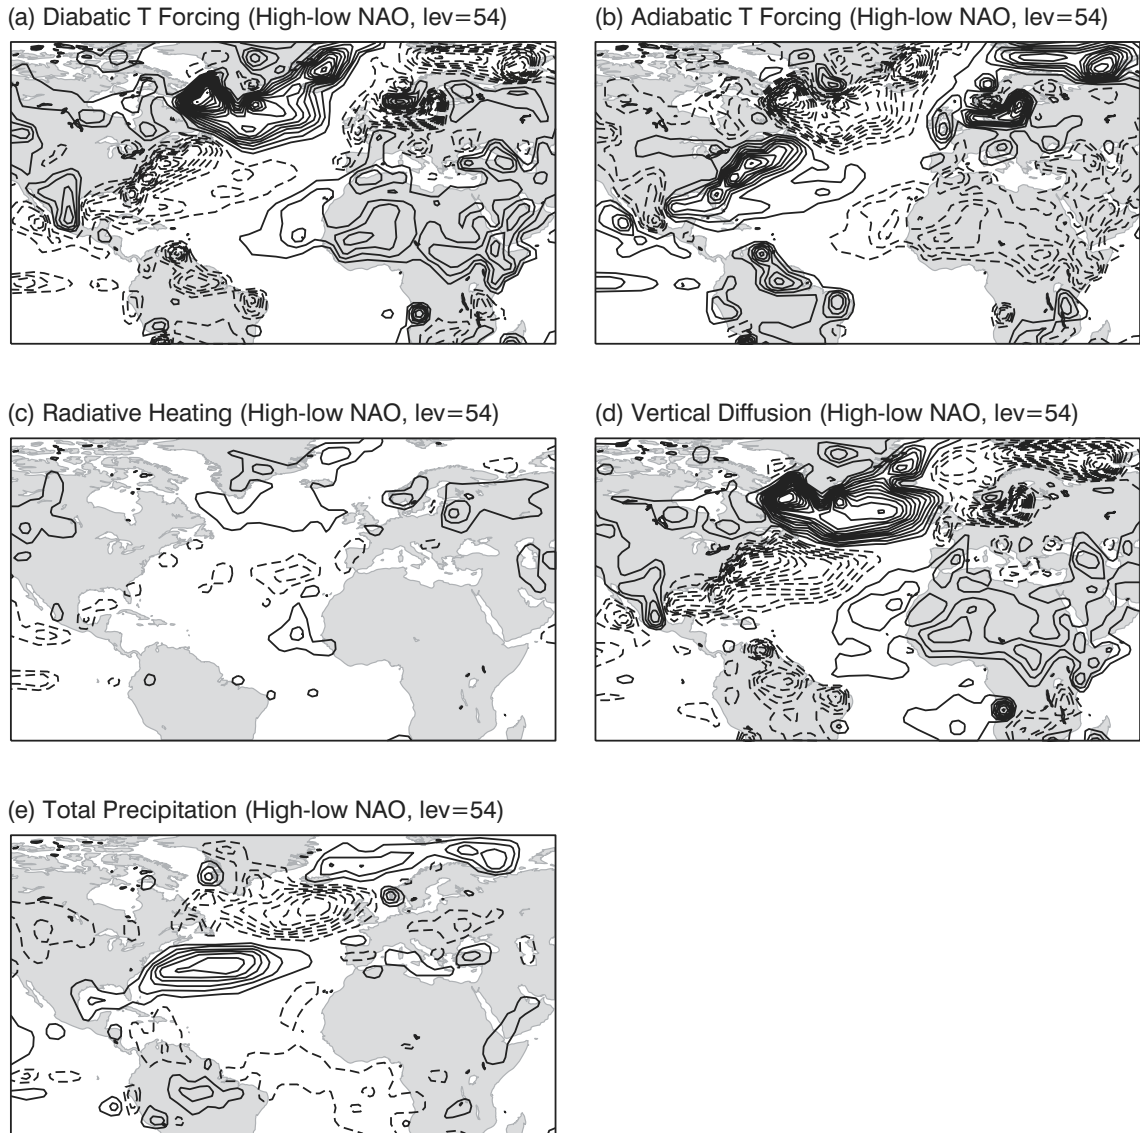 (a) Diabatic T Forcing (High-low NAO, lev=54)
(b) Adiabatic T Forcing (High-low NAO, lev=54)
(c) Radiative Heating (High-low NAO, lev=54)
(d) Vertical Diffusion (High-low NAO, lev=54)
(e) Total Precipitation (High-low NAO, lev=54)